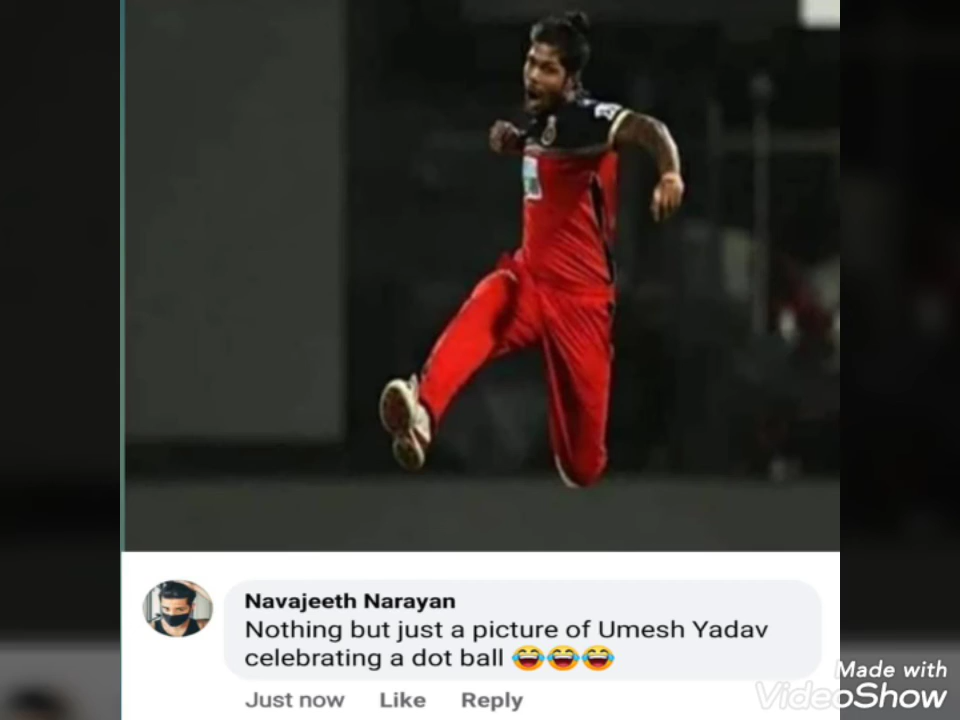 Navajeeth Narayan
Nothing but just a picture of Umesh Yadav
celebrating a dot ball 😂😂😂
Just now Like Reply
Made with
VideoShow